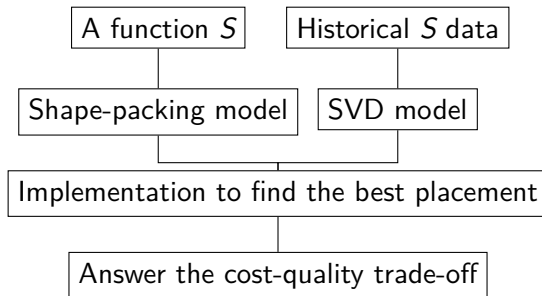 A function S
Historical S data
Shape-packing model
SVD model
Implementation to find the best placement
Answer the cost-quality trade-off